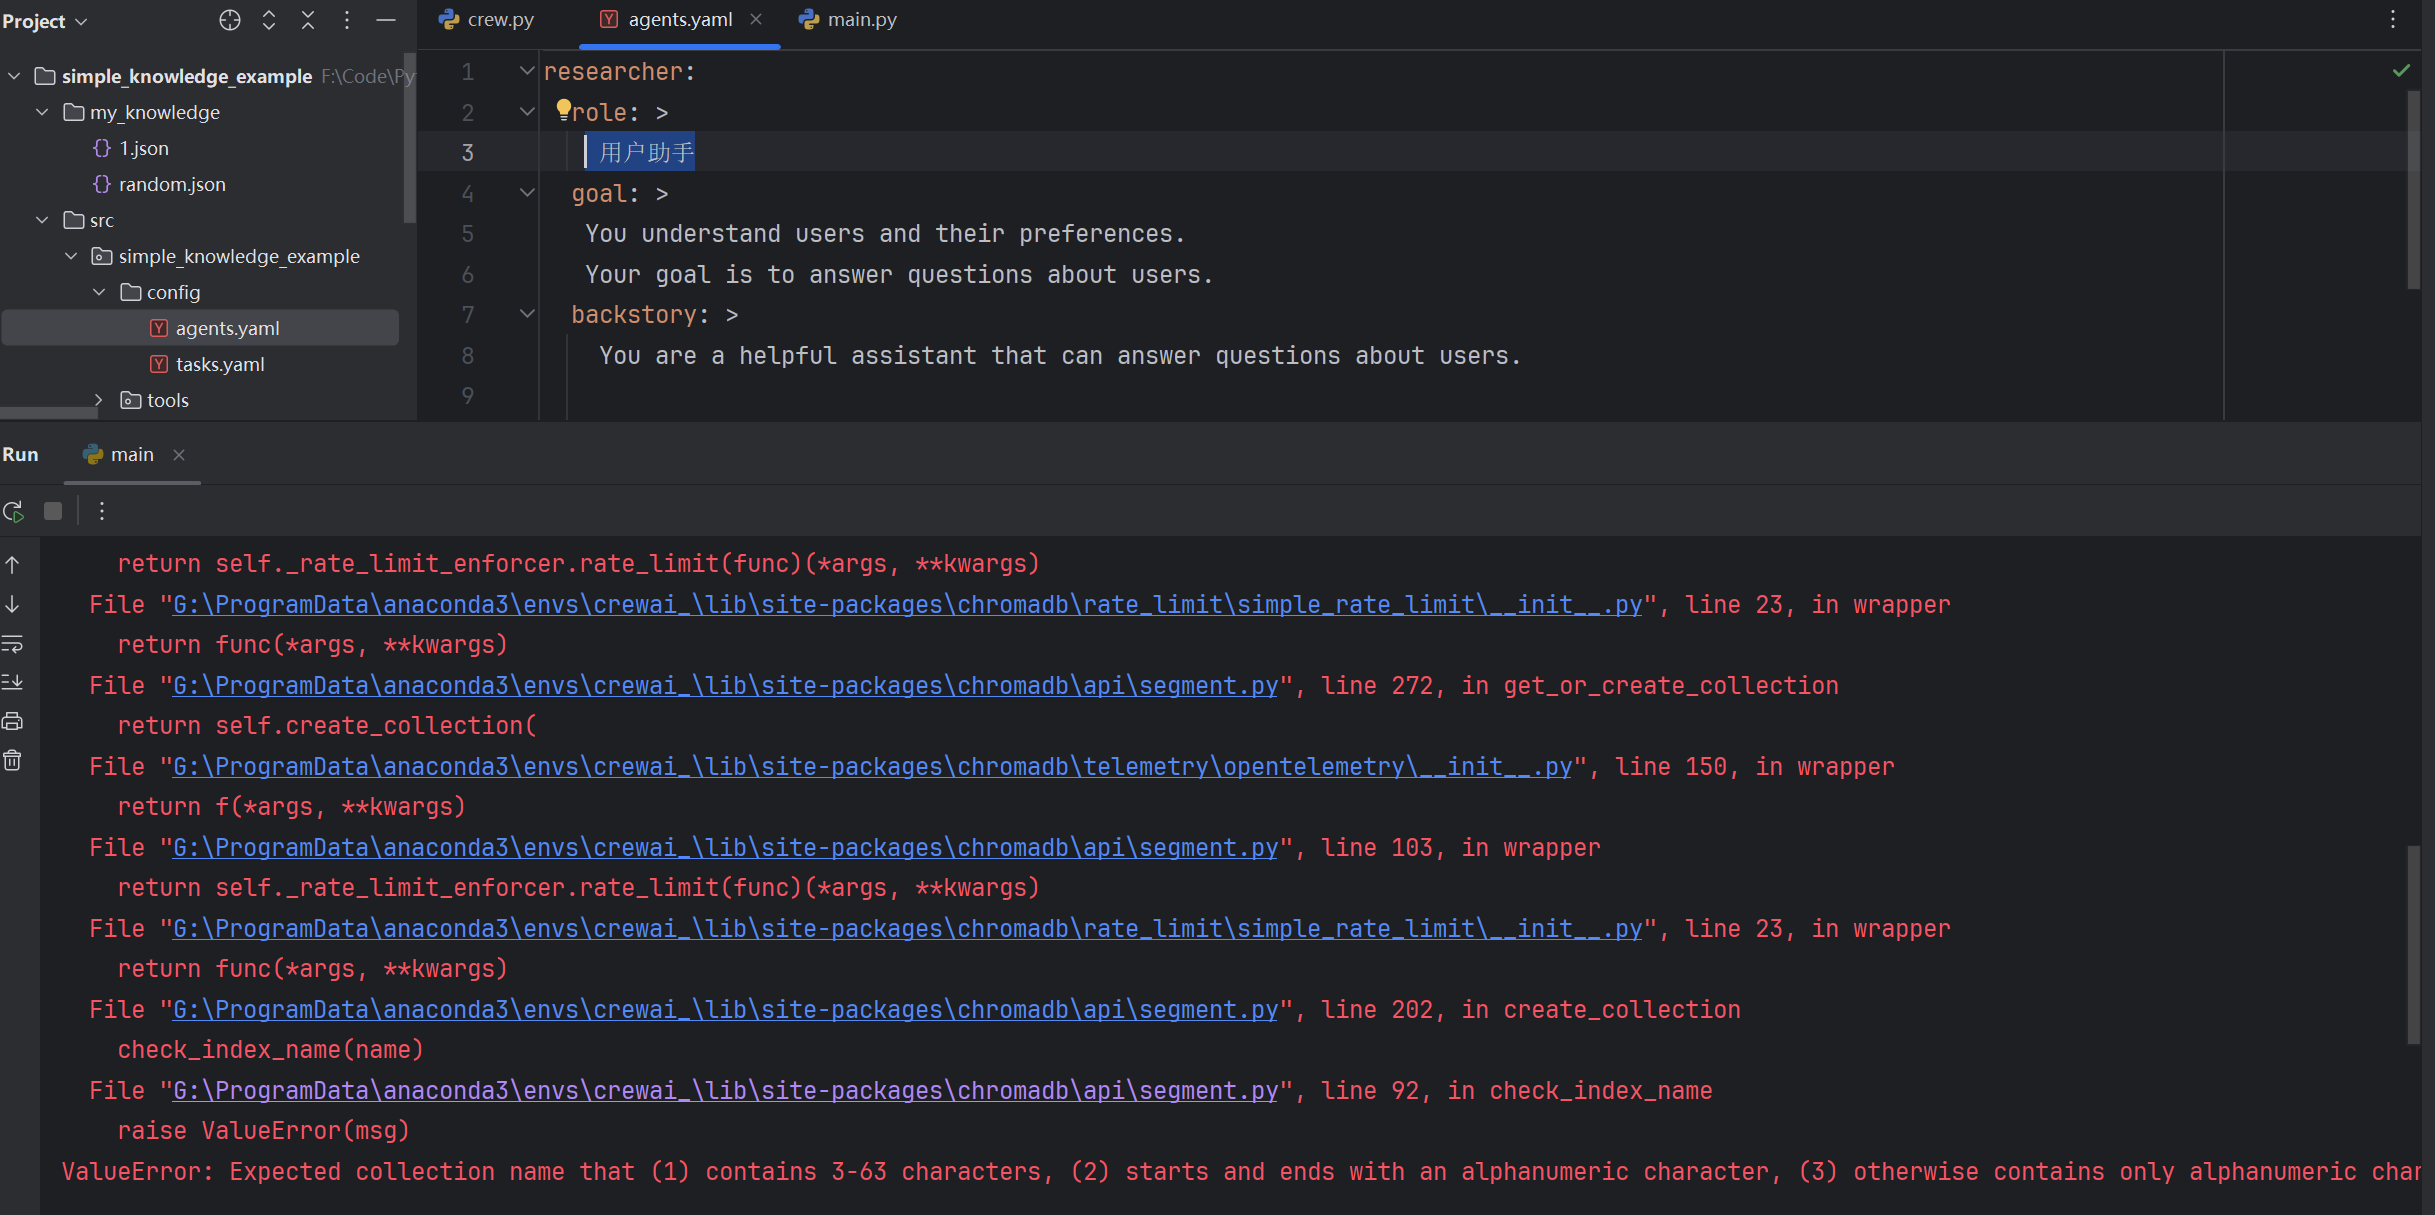 Project
simple_knowledge_example F:\Code\Py
my_knowledge
1.json
random.json
src
simple_knowledge_example
config
agents.yaml
tasks.yaml
tools
crew.py
agents.yaml
main.py
1 researcher:
2 role: >
3 用户助手
4 goal: >
5 You understand users and their preferences.
6 Your goal is to answer questions about users.
7 backstory: >
8 You are a helpful assistant that can answer questions about users.
9
Run
main
return self._rate_limit_enforcer.rate_limit(func)(*args, **kwargs)
File "G:\ProgramData\anaconda3\envs\crewai_\lib\site-packages\chromadb\rate_limit\simple_rate_limit\__init__.py", line 23, in wrapper
return func(*args, **kwargs)
File "G:\ProgramData\anaconda3\envs\crewai_\lib\site-packages\chromadb\api\segment.py", line 272, in get_or_create_collection
return self.create_collection(
File "G:\ProgramData\anaconda3\envs\crewai_\lib\site-packages\chromadb\telemetry\opentelemetry\__init__.py", line 150, in wrapper
return f(*args, **kwargs)
File "G:\ProgramData\anaconda3\envs\crewai_\lib\site-packages\chromadb\api\segment.py", line 103, in wrapper
return self._rate_limit_enforcer.rate_limit(func)(*args, **kwargs)
File "G:\ProgramData\anaconda3\envs\crewai_\lib\site-packages\chromadb\rate_limit\simple_rate_limit\__init__.py", line 23, in wrapper
return func(*args, **kwargs)
File "G:\ProgramData\anaconda3\envs\crewai_\lib\site-packages\chromadb\api\segment.py", line 202, in create_collection
check_index_name(name)
File "G:\ProgramData\anaconda3\envs\crewai_\lib\site-packages\chromadb\api\segment.py", line 92, in check_index_name
raise ValueError(msg)
ValueError: Expected collection name that (1) contains 3-63 characters, (2) starts and ends with an alphanumeric character, (3) otherwise contains only alphanumeric char